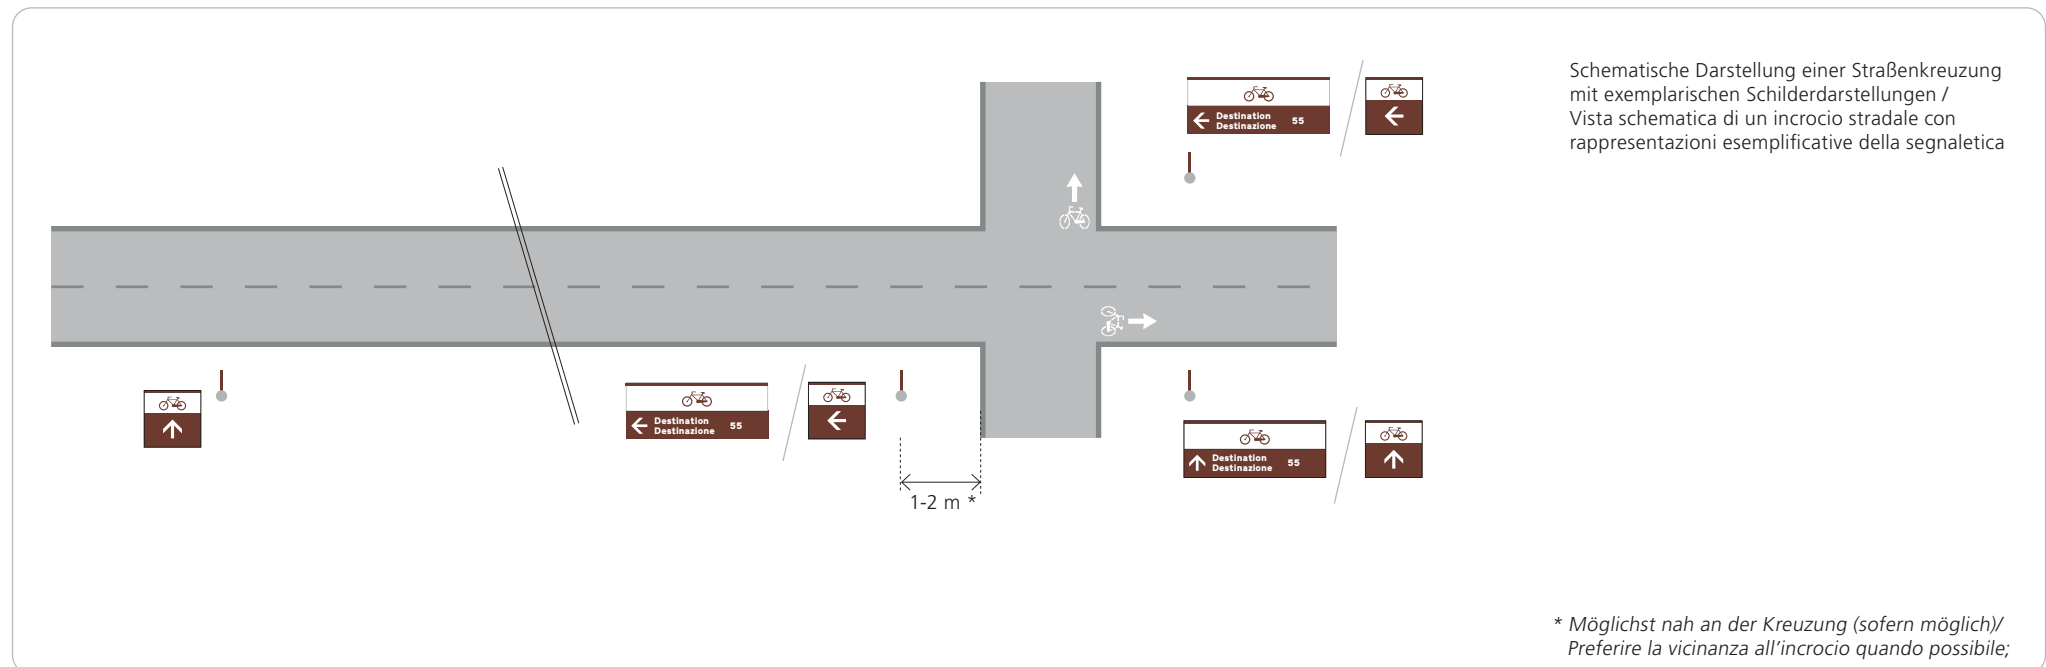 Schematische Darstellung einer Straßenkreuzung
mit exemplarischen Schilderdarstellungen /
Vista schematica di un incrocio stradale con
rappresentazioni esemplificative della segnaletica
Destination
Destinazione 55
Destination
Destinazione 55
Destination
Destinazione 55
1-2 m *
* Möglichst nah an der Kreuzung (sofern möglich)/
Preferire la vicinanza all’incrocio quando possibile;